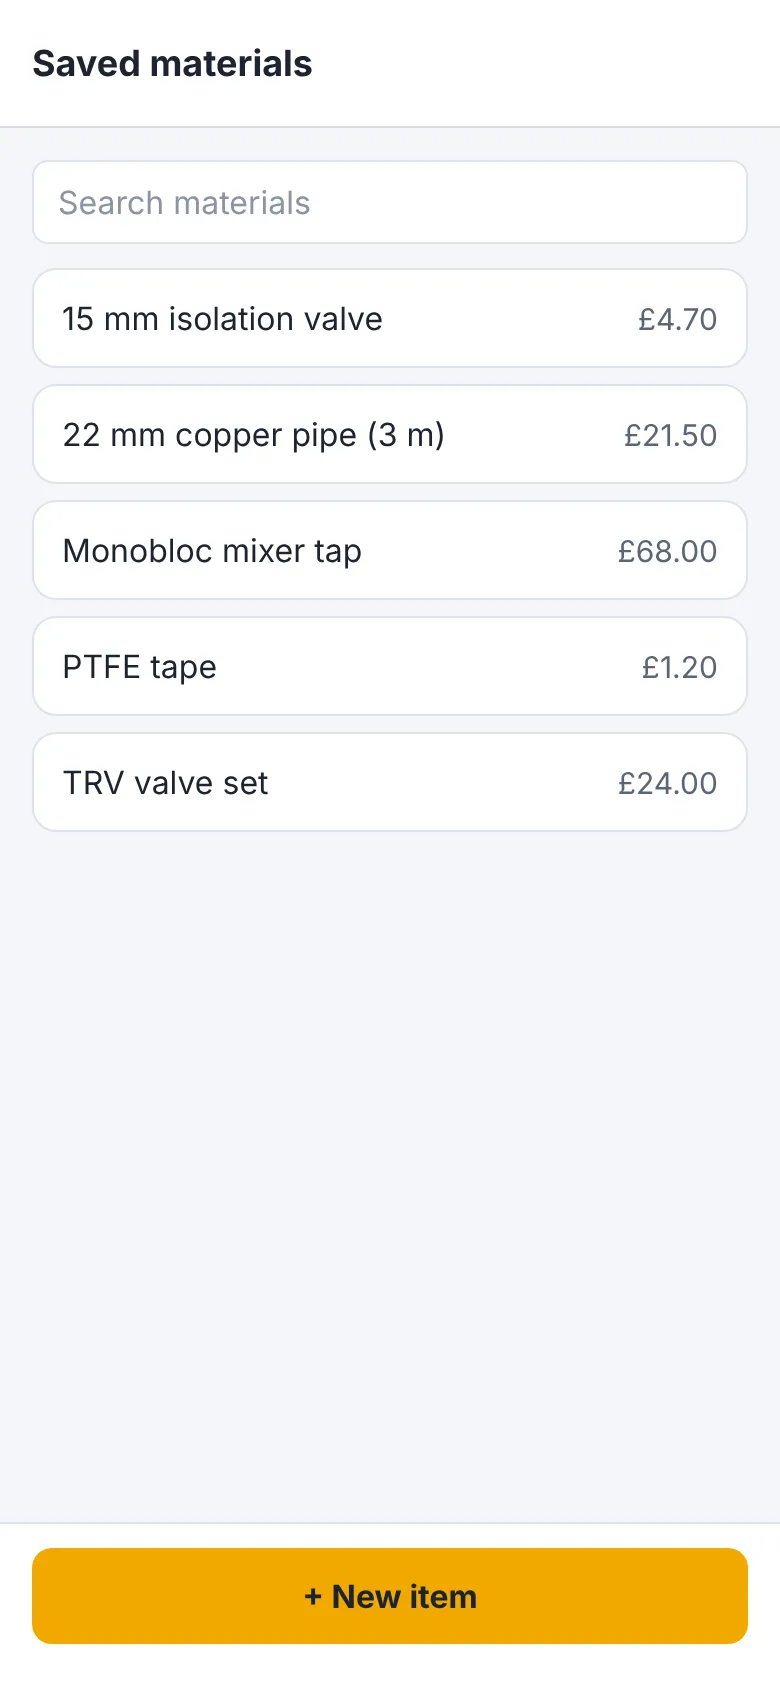 Saved materials
Search materials
15 mm isolation valve £4.70
22 mm copper pipe (3 m) £21.50
Monobloc mixer tap £68.00
PTFE tape £1.20
TRV valve set £24.00
+ New item